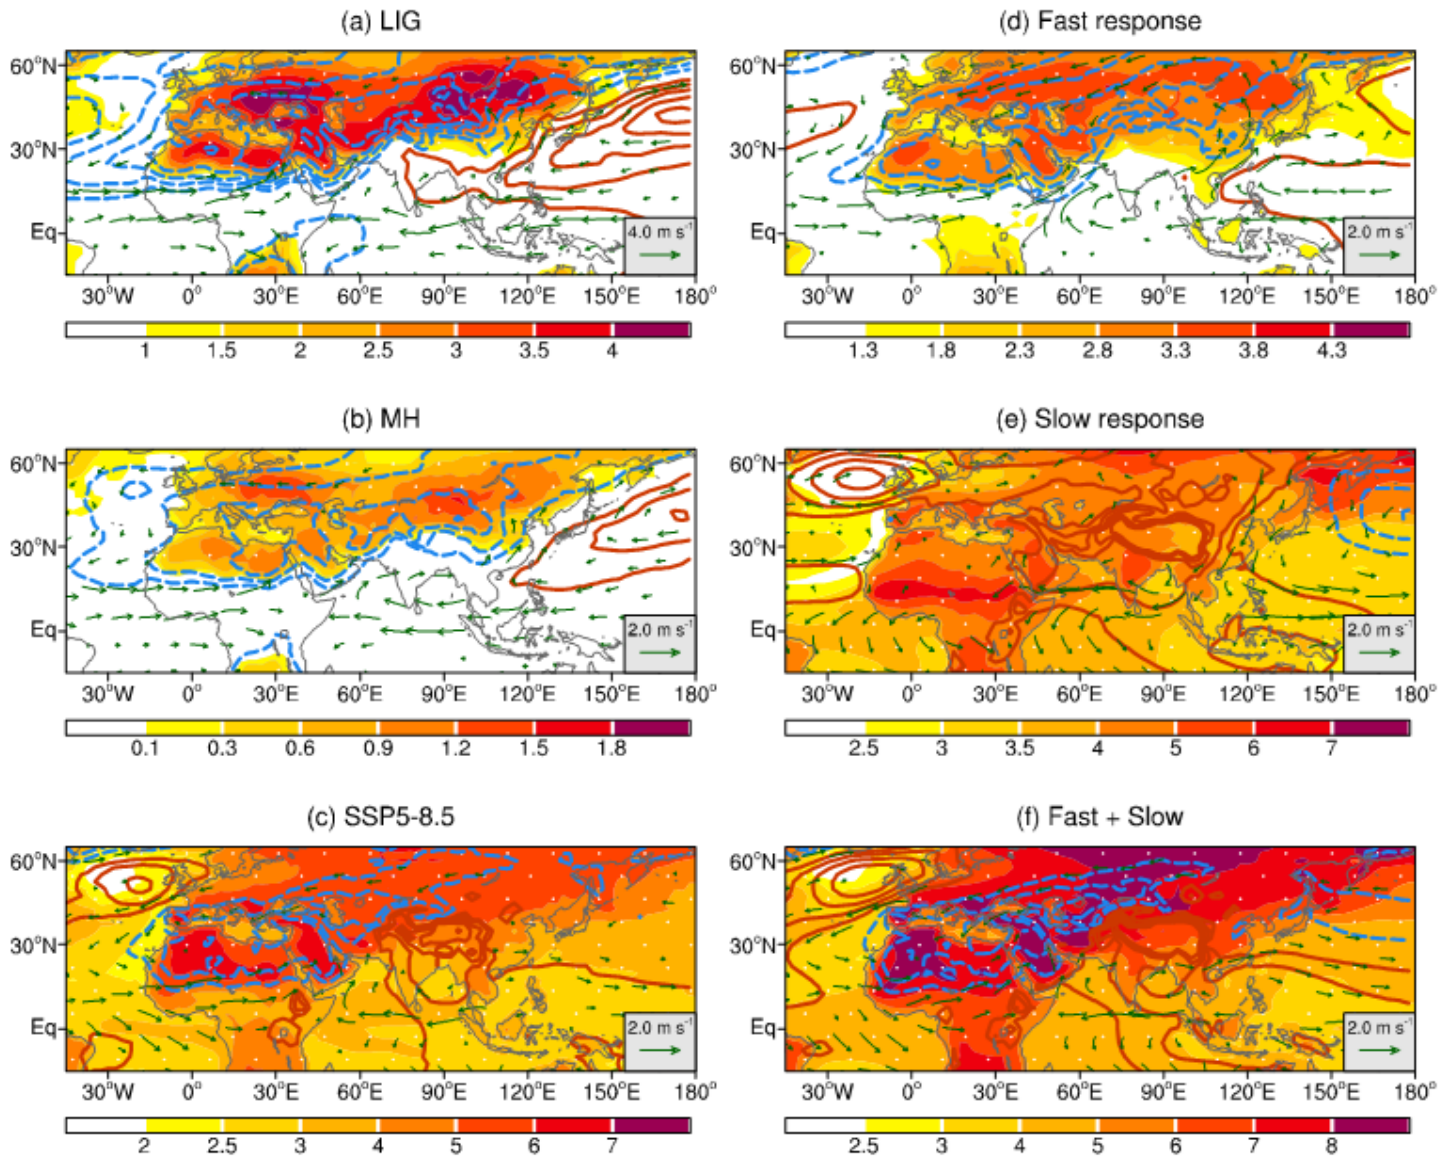 (a) LIG
60°N
30°N
Eq
4.0 m s⁻¹
30°W 0° 30°E 60°E 90°E 120°E 150°E 180°
1 1.5 2 2.5 3 3.5 4
(d) Fast response
60°N
30°N
Eq
2.0 m s⁻¹
30°W 0° 30°E 60°E 90°E 120°E 150°E 180°
1.3 1.8 2.3 2.8 3.3 3.8 4.3
(b) MH
60°N
30°N
Eq
2.0 m s⁻¹
30°W 0° 30°E 60°E 90°E 120°E 150°E 180°
0.1 0.3 0.6 0.9 1.2 1.5 1.8
(e) Slow response
60°N
30°N
Eq
2.0 m s⁻¹
30°W 0° 30°E 60°E 90°E 120°E 150°E 180°
2.5 3 3.5 4 5 6 7
(c) SSP5-8.5
60°N
30°N
Eq
2.0 m s⁻¹
30°W 0° 30°E 60°E 90°E 120°E 150°E 180°
2 2.5 3 4 5 6 7
(f) Fast + Slow
60°N
30°N
Eq
2.0 m s⁻¹
30°W 0° 30°E 60°E 90°E 120°E 150°E 180°
2.5 3 4 5 6 7 8